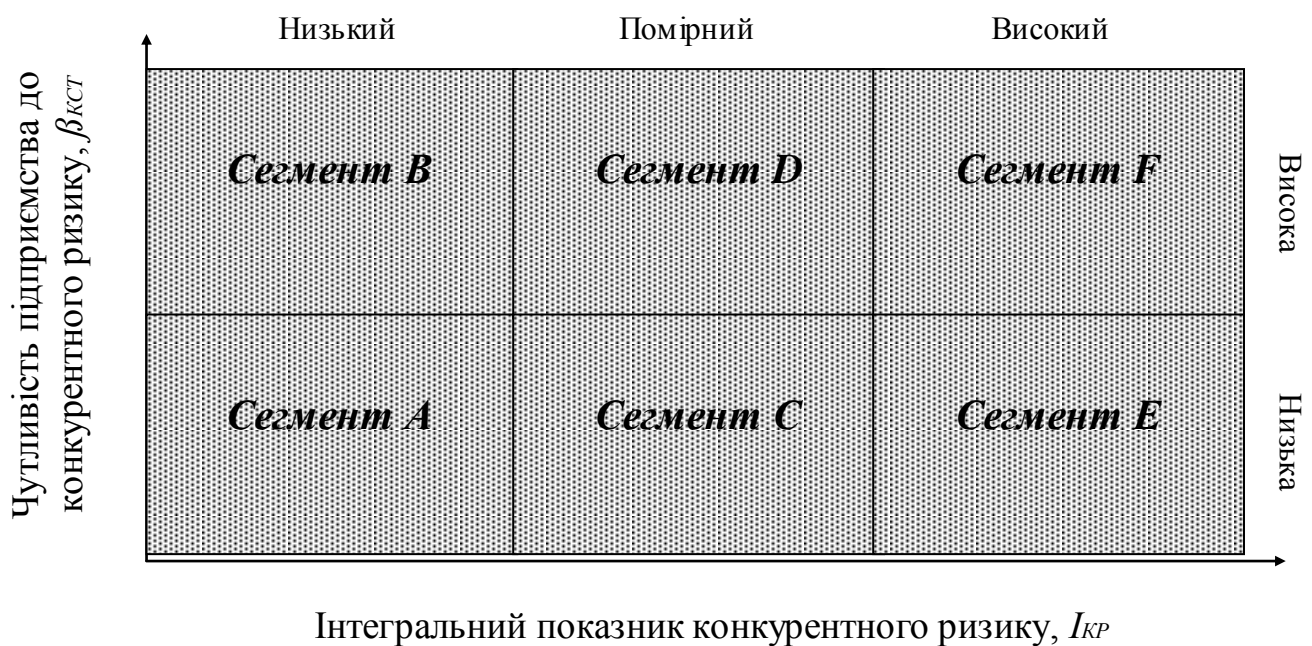 Низький Помірний Високий
Чутливість підприємства до
конкурентного ризику, βКСТ
Сегмент B Сегмент D Сегмент F
Висока
Сегмент A Сегмент C Сегмент E
Низька
Інтегральний показник конкурентного ризику, IКР